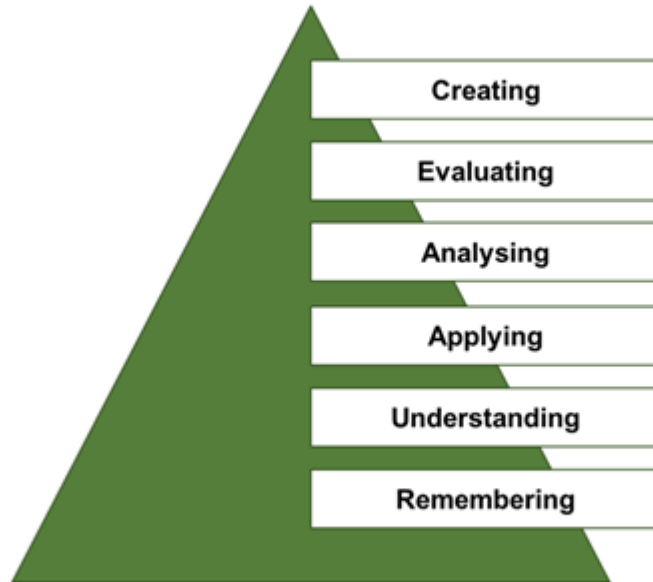 Creating
Evaluating
Analysing
Applying
Understanding
Remembering